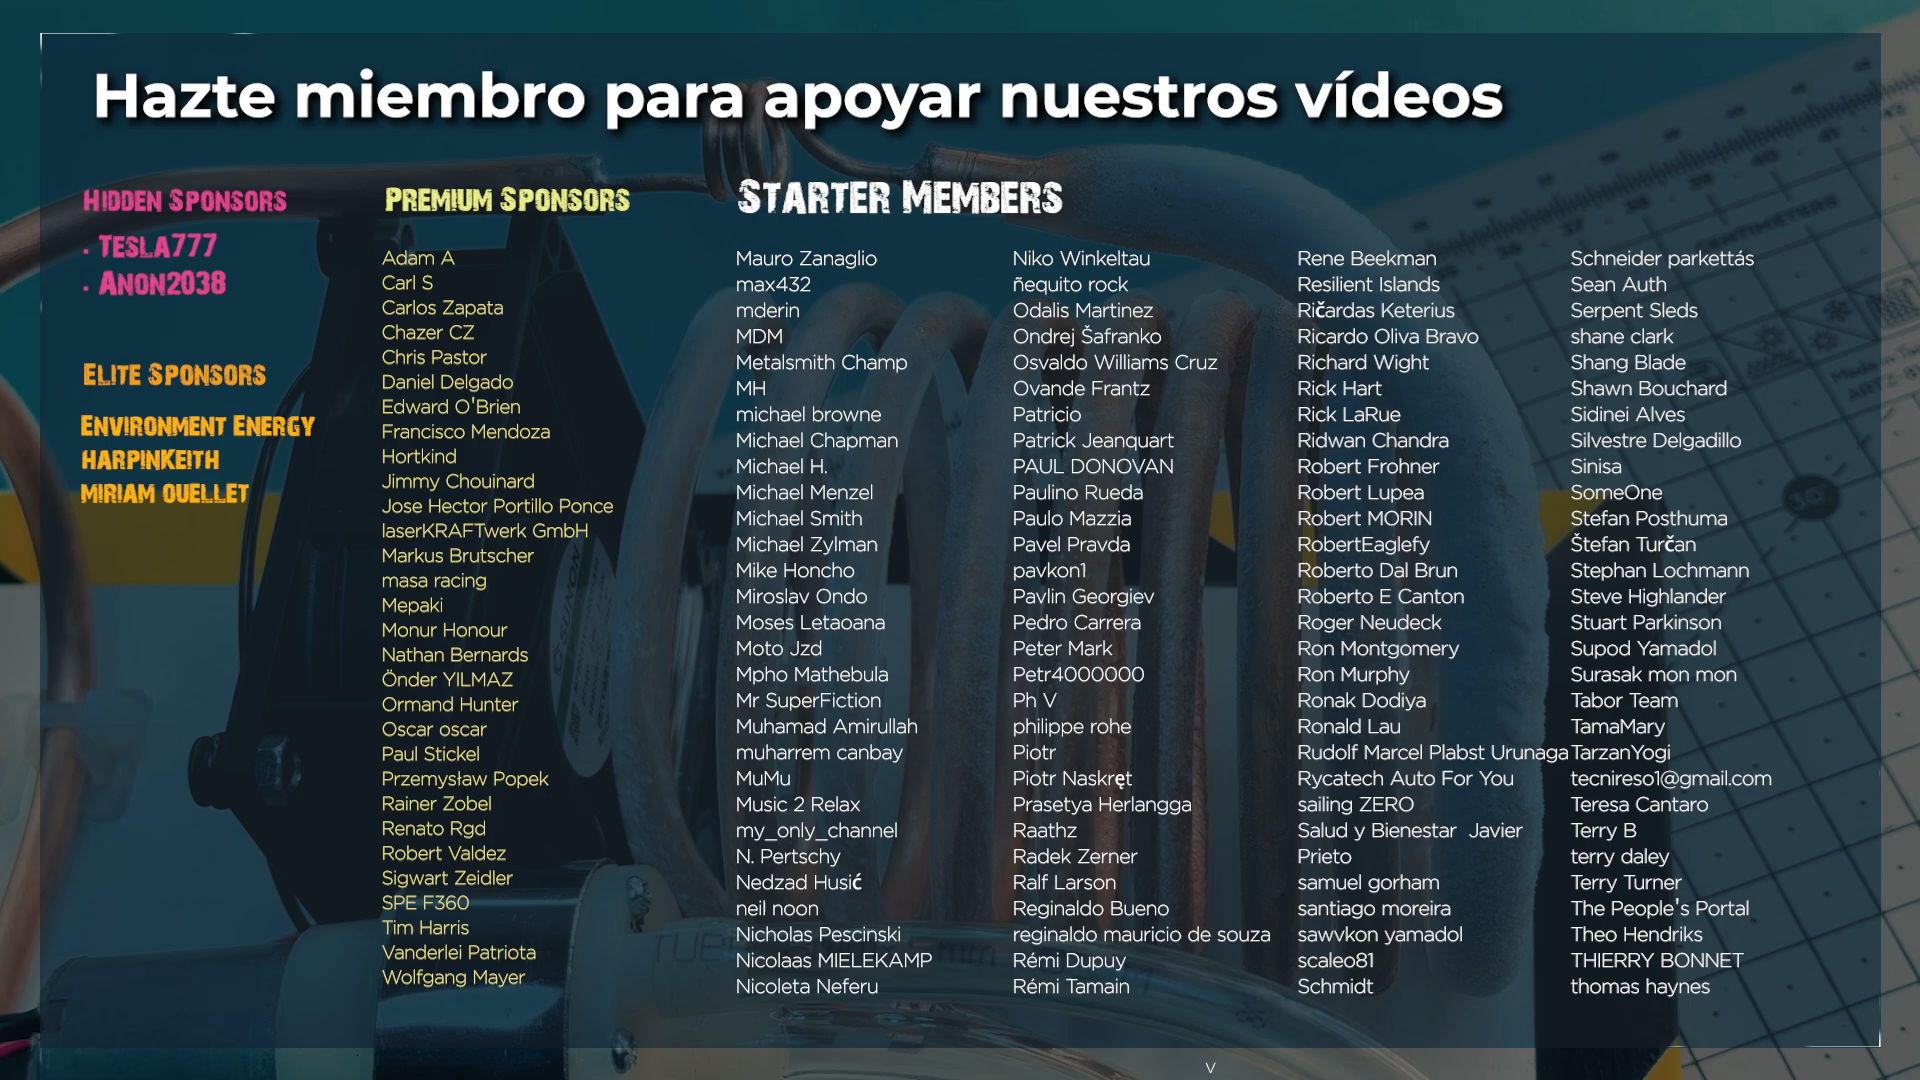 Hazte miembro para apoyar nuestros vídeos
HIDDEN SPONSORS
. TESLA777
. ANON2038
ELITE SPONSORS
ENVIRONMENT ENERGY
HARPINKEITH
MIRIAM OUELLET
PREMIUM SPONSORS
Adam A
Carl S
Carlos Zapata
Chazer CZ
Chris Pastor
Daniel Delgado
Edward O'Brien
Francisco Mendoza
Hortkind
Jimmy Chouinard
Jose Hector Portillo Ponce
laserKRAFTwerk GmbH
Markus Brutscher
masa racing
Mepaki
Monur Honour
Nathan Bernards
Önder YILMAZ
Ormand Hunter
Oscar oscar
Paul Stickel
Przemysław Popek
Rainer Zobel
Renato Rgd
Robert Valdez
Sigwart Zeidler
SPE F360
Tim Harris
Vanderlei Patriota
Wolfgang Mayer
STARTER MEMBERS
Mauro Zanaglio
max432
mderin
MDM
Metalsmith Champ
MH
michael browne
Michael Chapman
Michael H.
Michael Menzel
Michael Smith
Michael Zylman
Mike Honcho
Miroslav Ondo
Moses Letaoana
Moto Jzd
Mpho Mathebula
Mr SuperFiction
Muhamad Amirullah
muharrem canbay
MuMu
Music 2 Relax
my_only_channel
N. Pertschy
Nedzad Husić
neil noon
Nicholas Pescinski
Nicolaas MIELEKAMP
Nicoleta Neferu
Niko Winkeltau
ñequito rock
Odalis Martinez
Ondrej Šafranko
Osvaldo Williams Cruz
Ovande Frantz
Patricio
Patrick Jeanquart
PAUL DONOVAN
Paulino Rueda
Paulo Mazzia
Pavel Pravda
pavkon1
Pavlin Georgiev
Pedro Carrera
Peter Mark
Petr4000000
Ph V
philippe rohe
Piotr
Piotr Naskręt
Prasetya Herlangga
Raathz
Radek Zerner
Ralf Larson
Reginaldo Bueno
reginaldo mauricio de souza
Rémi Dupuy
Rémi Tamain
Rene Beekman
Resilient Islands
Ričardas Keterius
Ricardo Oliva Bravo
Richard Wight
Rick Hart
Rick LaRue
Ridwan Chandra
Robert Frohner
Robert Lupea
Robert MORIN
RobertEaglefy
Roberto Dal Brun
Roberto E Canton
Roger Neudeck
Ron Montgomery
Ron Murphy
Ronak Dodiya
Ronald Lau
Rudolf Marcel Plabst Urunaga
Rycatech Auto For You
sailing ZERO
Salud y Bienestar  Javier
Prieto
samuel gorham
santiago moreira
sawvkon yamadol
scaleo81
Schmidt
Schneider parkettás
Sean Auth
Serpent Sleds
shane clark
Shang Blade
Shawn Bouchard
Sidinei Alves
Silvestre Delgadillo
Sinisa
SomeOne
Stefan Posthuma
Štefan Turčan
Stephan Lochmann
Steve Highlander
Stuart Parkinson
Supod Yamadol
Surasak mon mon
Tabor Team
TamaMary
TarzanYogi
tecnireso1@gmail.com
Teresa Cantaro
Terry B
terry daley
Terry Turner
The People's Portal
Theo Hendriks
THIERRY BONNET
thomas haynes
V